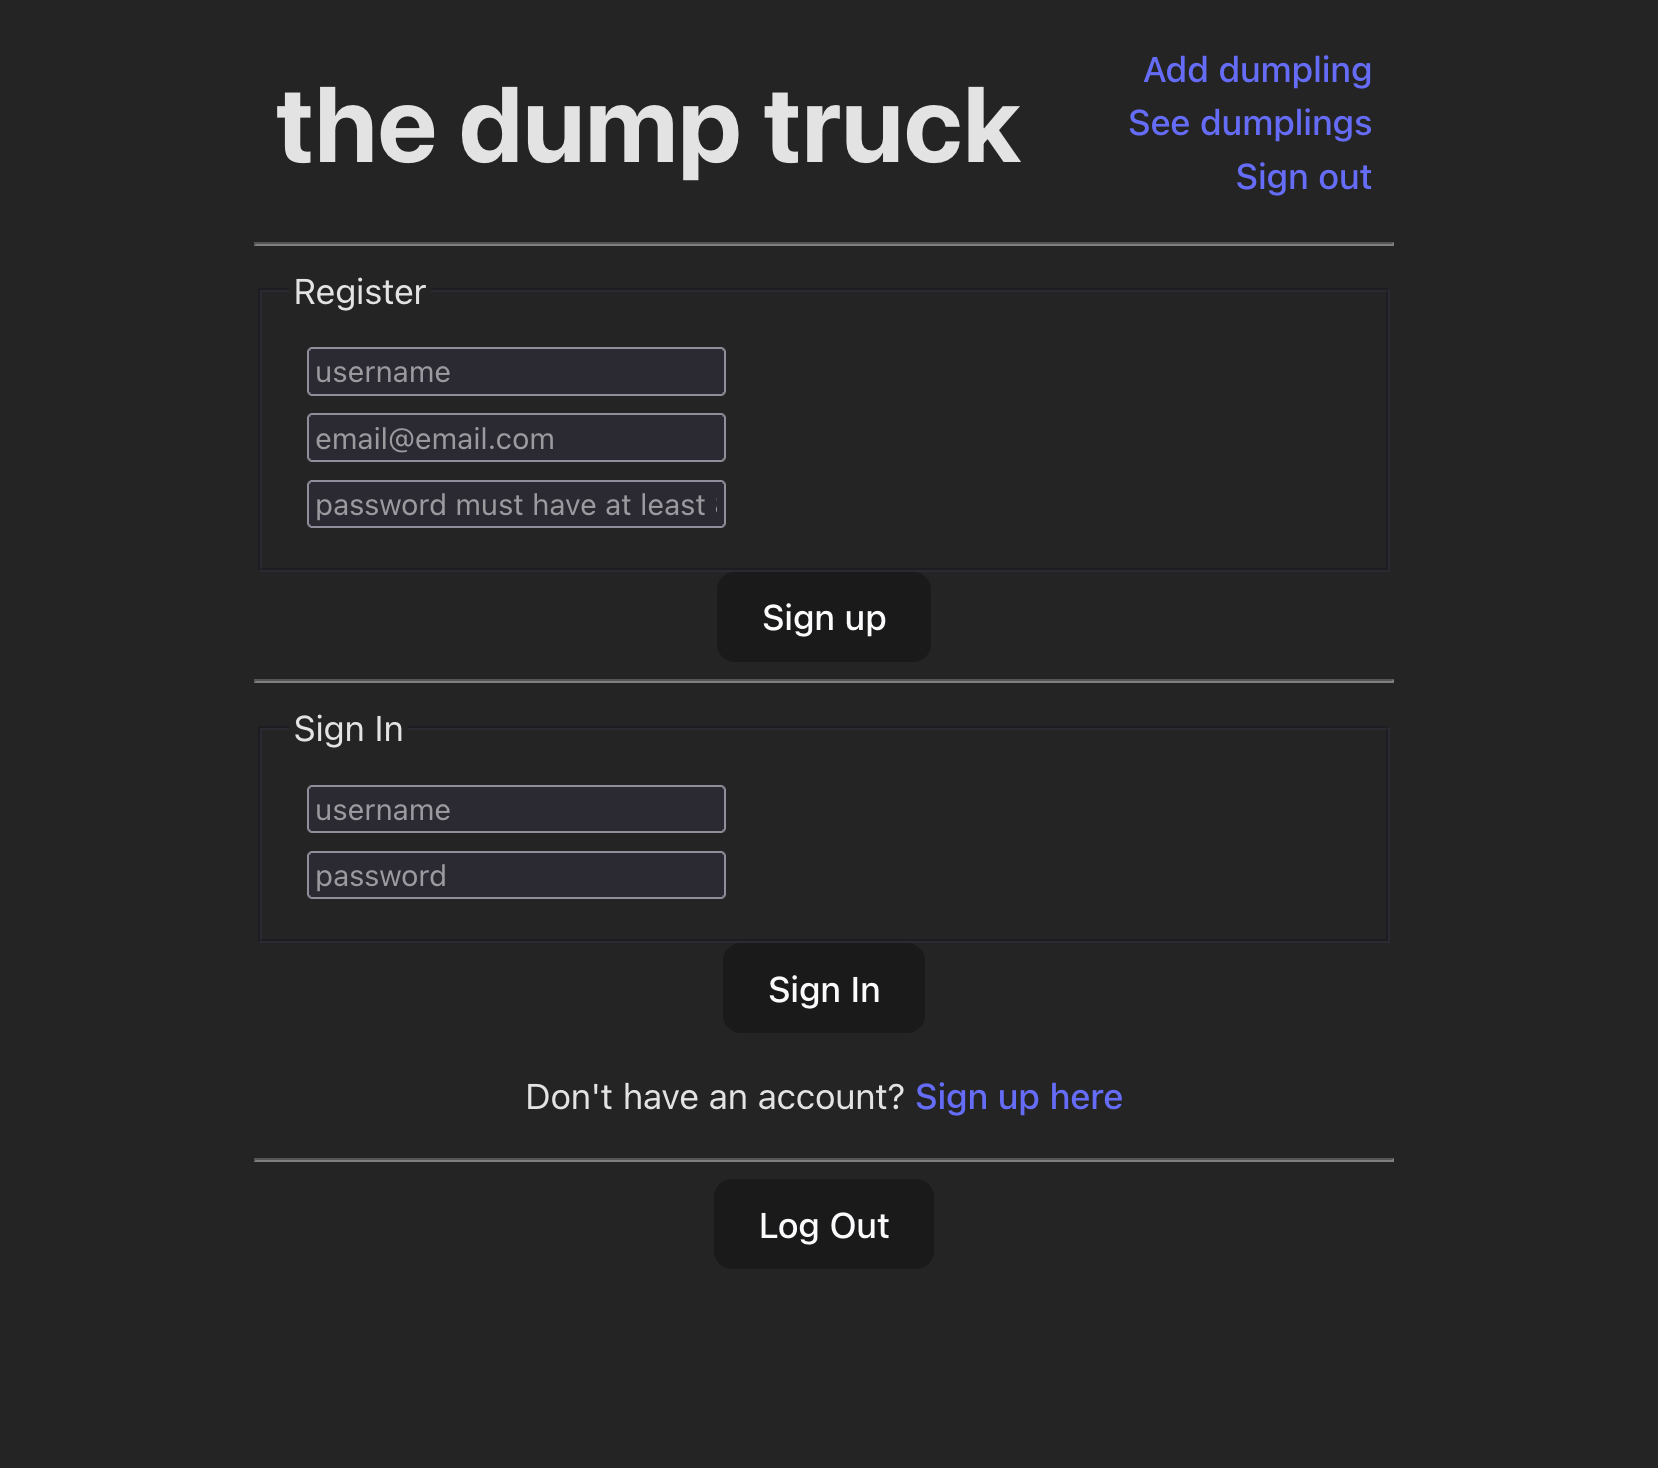 the dump truck
Add dumpling
See dumplings
Sign out
Register
username
email@email.com
password must have at least
Sign up
Sign In
username
password
Sign In
Don't have an account? Sign up here
Log Out